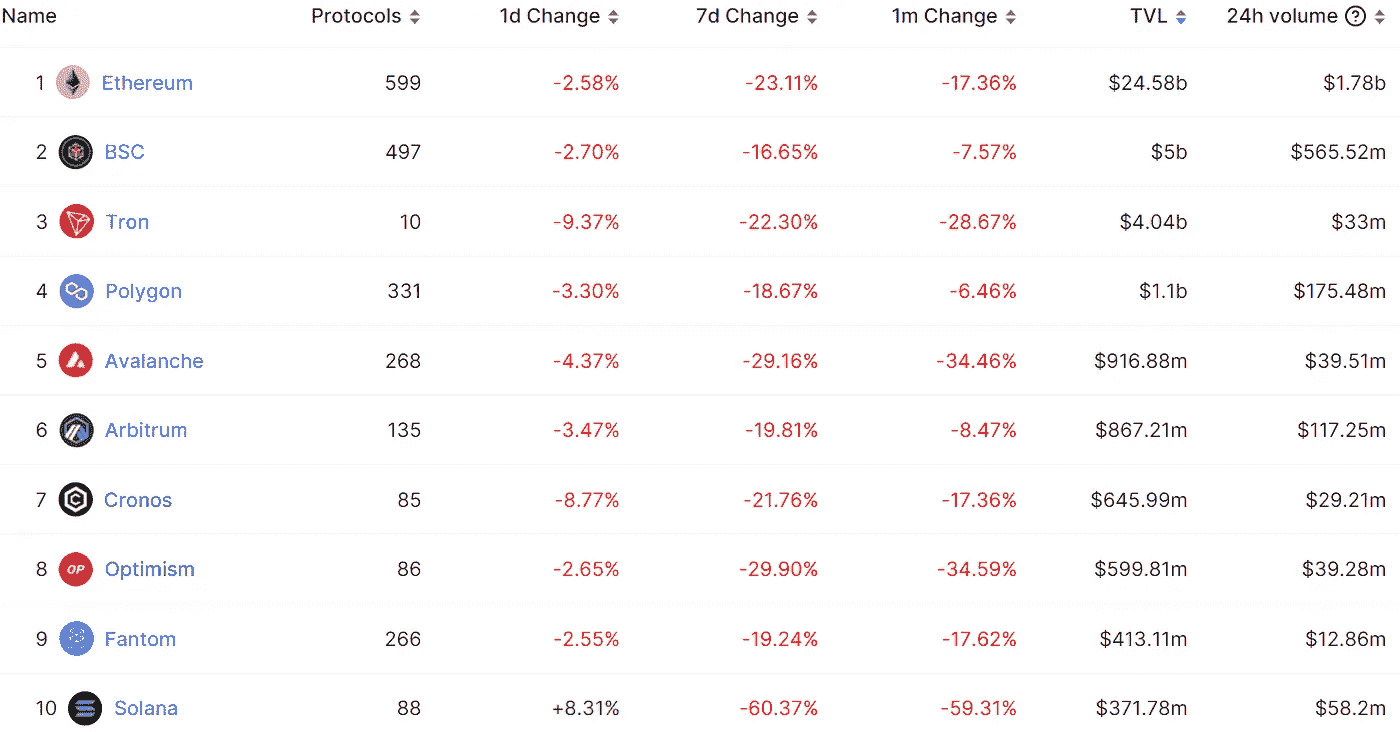 Name Protocols 1d Change 7d Change 1m Change TVL 24h volume ?
1 Ethereum 599 -2.58% -23.11% -17.36% $24.58b $1.78b
2 BSC 497 -2.70% -16.65% -7.57% $5b $565.52m
3 Tron 10 -9.37% -22.30% -28.67% $4.04b $33m
4 Polygon 331 -3.30% -18.67% -6.46% $1.1b $175.48m
5 Avalanche 268 -4.37% -29.16% -34.46% $916.88m $39.51m
6 Arbitrum 135 -3.47% -19.81% -8.47% $867.21m $117.25m
7 Cronos 85 -8.77% -21.76% -17.36% $645.99m $29.21m
8 OP Optimism 86 -2.65% -29.90% -34.59% $599.81m $39.28m
9 Fantom 266 -2.55% -19.24% -17.62% $413.11m $12.86m
10 Solana 88 +8.31% -60.37% -59.31% $371.78m $58.2m